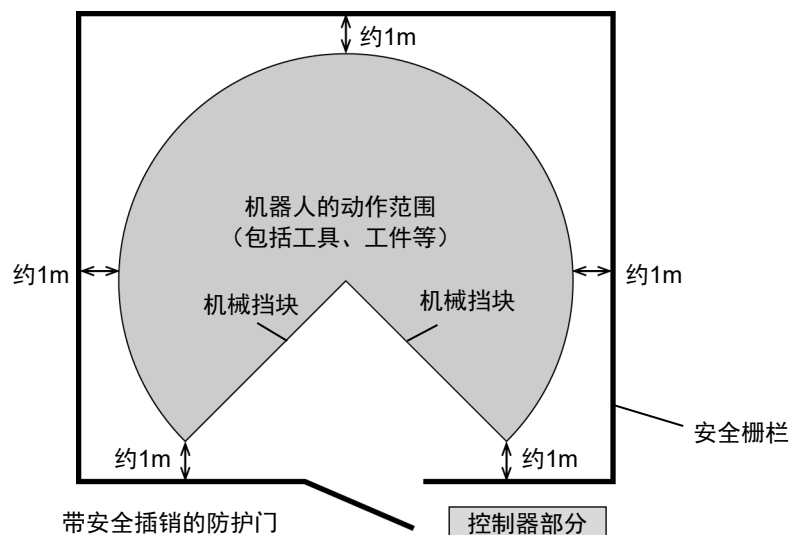 约1m
机器人的动作范围
（包括工具、工件等）
约1m
约1m
机械挡块
机械挡块
安全栅栏
约1m
约1m
带安全插销的防护门
控制器部分